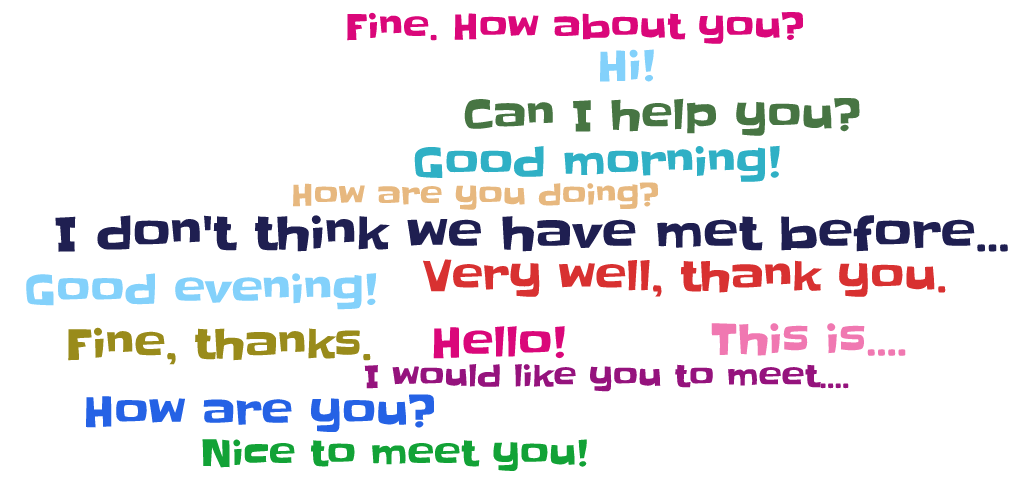 Fine. How about you?
Hi!
Can I help you?
Good morning!
How are you doing?
I don't think we have met before...
Good evening!
Very well, thank you.
Fine, thanks.
Hello!
This is....
I would like you to meet....
How are you?
Nice to meet you!